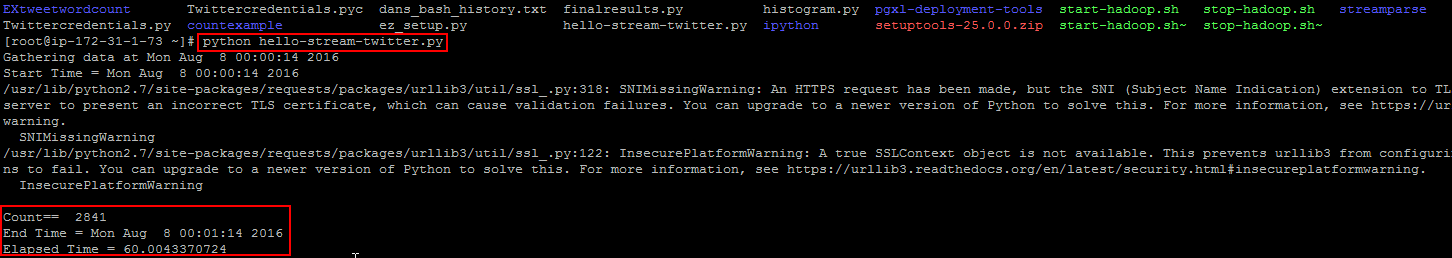 EXtweetwordcount Twittercredentials.pyc dans_bash_history.txt finalresults.py histogram.py pgxl-deployment-tools start-hadoop.sh stop-hadoop.sh streamparse
Twittercredentials.py countexample ez_setup.py hello-stream-twitter.py ipython setuptools-25.0.0.zip start-hadoop.sh~ stop-hadoop.sh~
[root@ip-172-31-1-73 ~]# python hello-stream-twitter.py
Gathering data at Mon Aug  8 00:00:14 2016
Start Time = Mon Aug  8 00:00:14 2016
/usr/lib/python2.7/site-packages/requests/packages/urllib3/util/ssl_.py:318: SNIMissingWarning: An HTTPS request has been made, but the SNI (Subject Name Indication) extension to TL
server to present an incorrect TLS certificate, which can cause validation failures. You can upgrade to a newer version of Python to solve this. For more information, see https://ur
warning.
  SNIMissingWarning
/usr/lib/python2.7/site-packages/requests/packages/urllib3/util/ssl_.py:122: InsecurePlatformWarning: A true SSLContext object is not available. This prevents urllib3 from configuri
ns to fail. You can upgrade to a newer version of Python to solve this. For more information, see https://urllib3.readthedocs.org/en/latest/security.html#insecureplatformwarning.
  InsecurePlatformWarning
Count==  2841
End Time = Mon Aug  8 00:01:14 2016
Elapsed Time = 60.0043370724